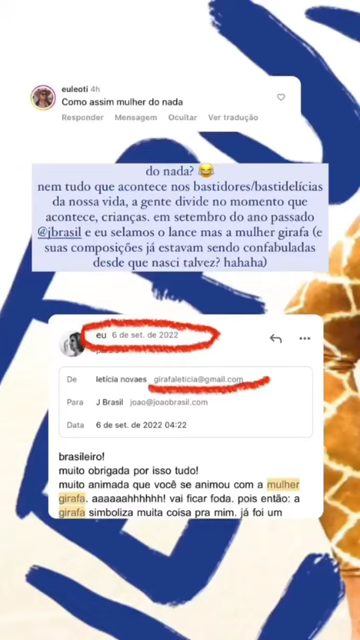 euleoti 4h
Como assim mulher do nada
Responder Mensagem Ocultar Ver tradução
do nada? 😂
nem tudo que acontece nos bastidores/bastidelícias
da nossa vida, a gente divide no momento que
acontece, crianças. em setembro do ano passado
@jbrasil e eu selamos o lance mas a mulher girafa (e
suas composições já estavam sendo confabuladas
desde que nasci talvez? hahaha)
eu 6 de set. de 2022
De letícia novaes girafaleticia@gmail.com
Para J Brasil joao@joaobrasil.com
Data 6 de set. de 2022 04:22
brasileiro!
muito obrigada por isso tudo!
muito animada que você se animou com a mulher
girafa. aaaaaahhhhhh! vai ficar foda. pois então: a
girafa simboliza muita coisa pra mim. já foi um